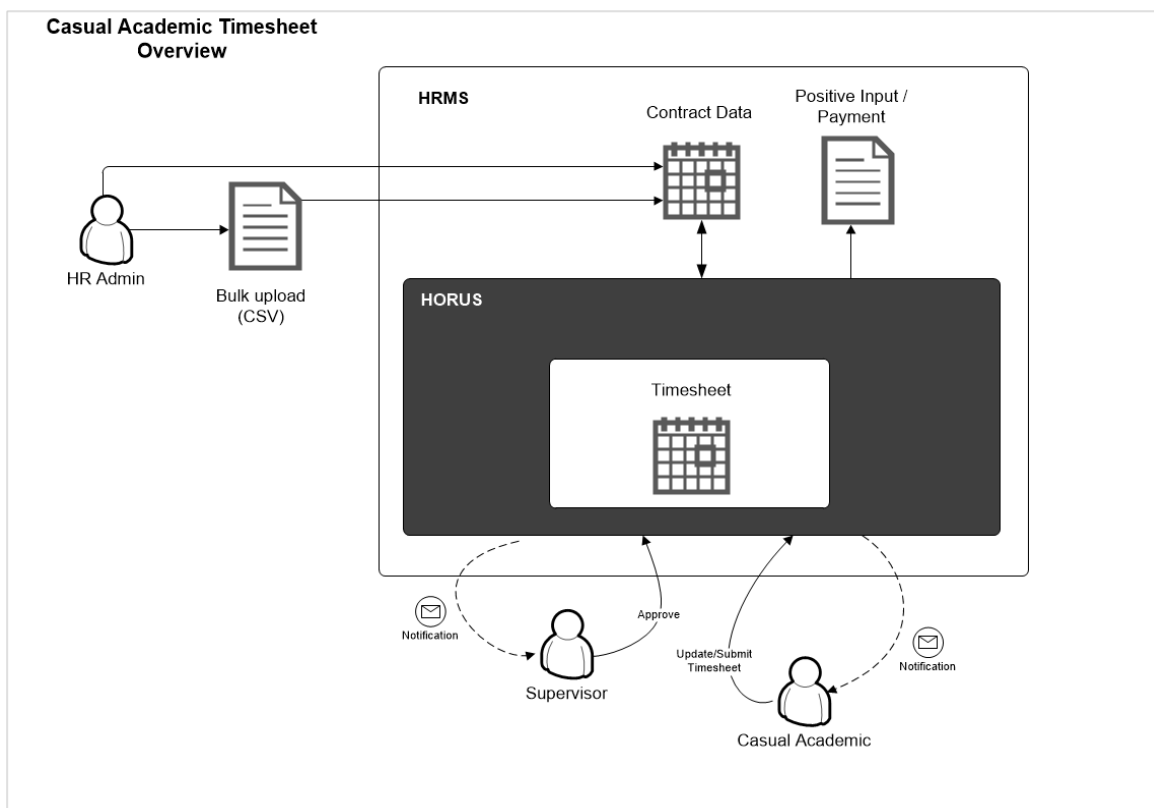 Casual Academic Timesheet
Overview
HRMS
Contract Data
Positive Input /
Payment
HR Admin
Bulk upload
(CSV)
HORUS
Timesheet
Notification
Approve
Supervisor
Update/Submit
Timesheet
Notification
Casual Academic